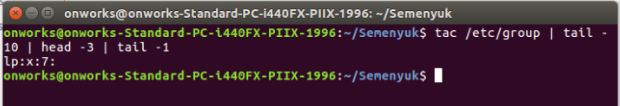 onworks@onworks-Standard-PC-i440FX-PIIX-1996: ~/Semenyuk
onworks@onworks-Standard-PC-i440FX-PIIX-1996:~/Semenyuk$ tac /etc/group | tail -
10 | head -3 | tail -1
lp:x:7:
onworks@onworks-Standard-PC-i440FX-PIIX-1996:~/Semenyuk$